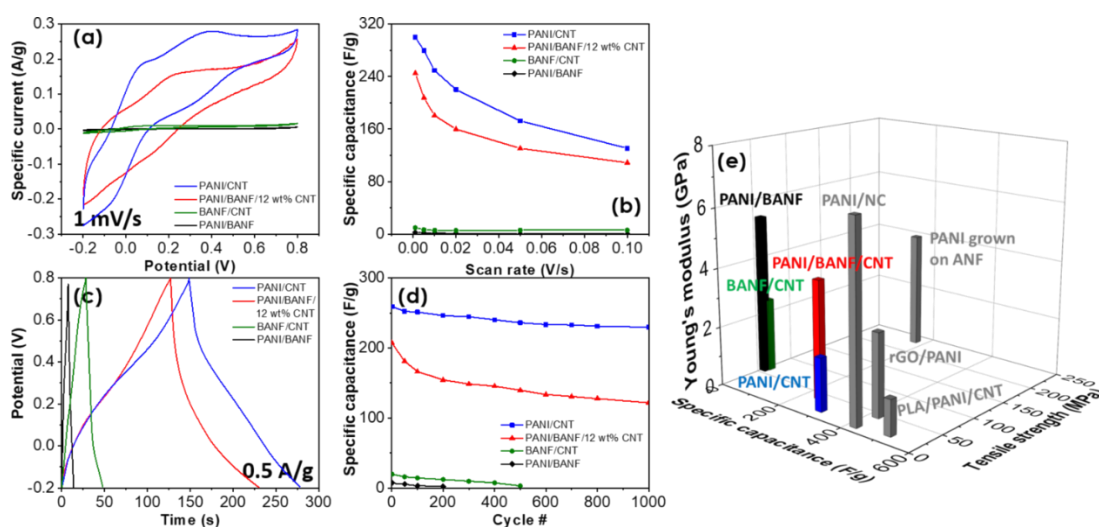 (a)
Specific current (A/g)
0.3
0.2
0.1
0.0
-0.1
-0.2
-0.3
PANI/CNT
PANI/BANF/12 wt% CNT
BANF/CNT
PANI/BANF
1 mV/s
-0.2 0.0 0.2 0.4 0.6 0.8
Potential (V)
(b)
Specific capacitance (F/g)
320
240
160
80
0
PANI/CNT
PANI/BANF/12 wt% CNT
BANF/CNT
PANI/BANF
0.00 0.02 0.04 0.06 0.08 0.10
Scan rate (V/s)
(c)
Potential (V)
0.8
0.6
0.4
0.2
0.0
-0.2
PANI/CNT
PANI/BANF/
12 wt% CNT
BANF/CNT
PANI/BANF
0.5 A/g
0 50 100 150 200 250 300
Time (s)
(d)
Specific capacitance (F/g)
300
200
100
0
PANI/CNT
PANI/BANF/12 wt% CNT
BANF/CNT
PANI/BANF
0 200 400 600 800 1000
Cycle #
(e)
Young's modulus (GPa)
8
6
4
2
0
PANI/BANF
PANI/NC
PANI grown
on ANF
PANI/BANF/CNT
BANF/CNT
PANI/CNT
rGO/PANI
PLA/PANI/CNT
0 200 400 600
Specific capacitance (F/g)
0 50 100 150 200 250
Tensile strength (MPa)